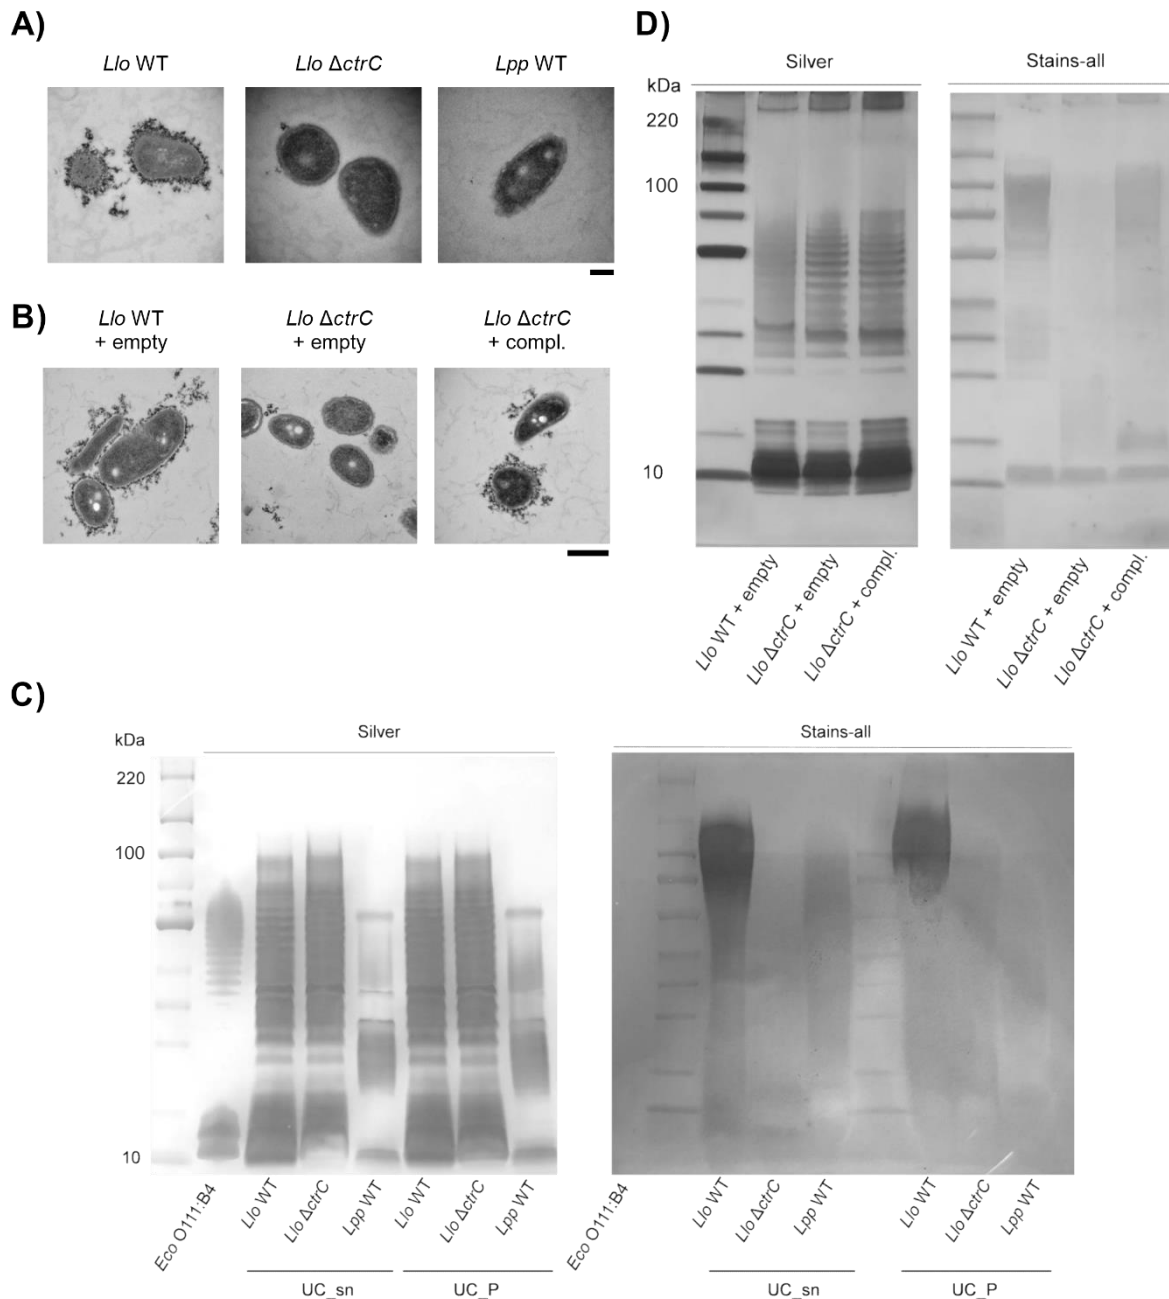 A)
Llo WT
Llo ΔctrC
Lpp WT
B)
Llo WT
+ empty
Llo ΔctrC
+ empty
Llo ΔctrC
+ compl.
D)
Silver
Stains-all
kDa
220
100
10
Llo WT + empty
Llo ΔctrC + empty
Llo ΔctrC + compl.
Llo WT + empty
Llo ΔctrC + empty
Llo ΔctrC + compl.
C)
Silver
Stains-all
kDa
220
100
10
Eco O111:B4
Llo WT
Llo ΔctrC
Lpp WT
Llo WT
Llo ΔctrC
Lpp WT
UC_sn
UC_P
Eco O111:B4
Llo WT
Llo ΔctrC
Lpp WT
Llo WT
Llo ΔctrC
Lpp WT
UC_sn
UC_P